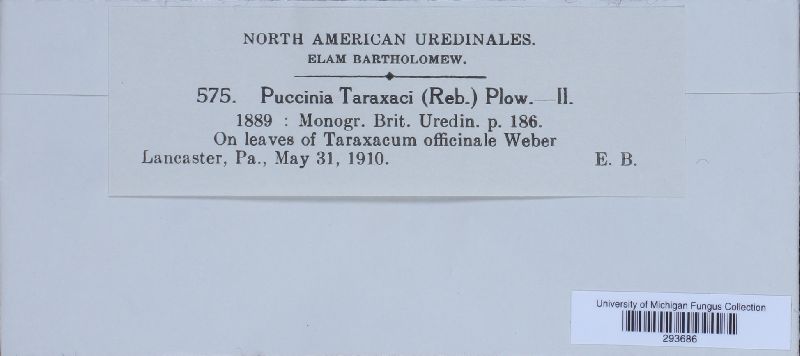 NORTH AMERICAN UREDINALES.
ELAM BARTHOLOMEW.
575. Puccinia Taraxaci (Reb.) Plow.—II.
1889 : Monogr. Brit. Uredin. p. 186.
On leaves of Taraxacum officinale Weber
Lancaster, Pa., May 31, 1910. E. B.
University of Michigan Fungus Collection
293686